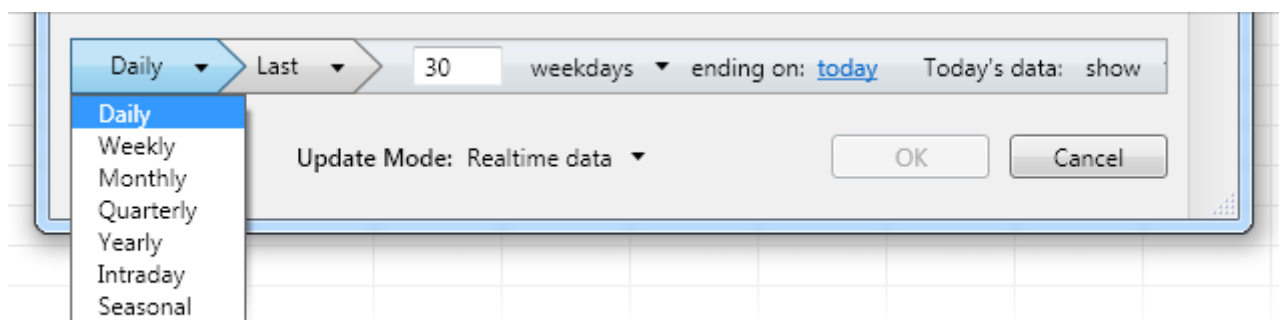 Daily Last 30 weekdays ending on: today Today's data: show
Daily
Weekly
Update Mode: Realtime data OK Cancel
Monthly
Quarterly
Yearly
Intraday
Seasonal